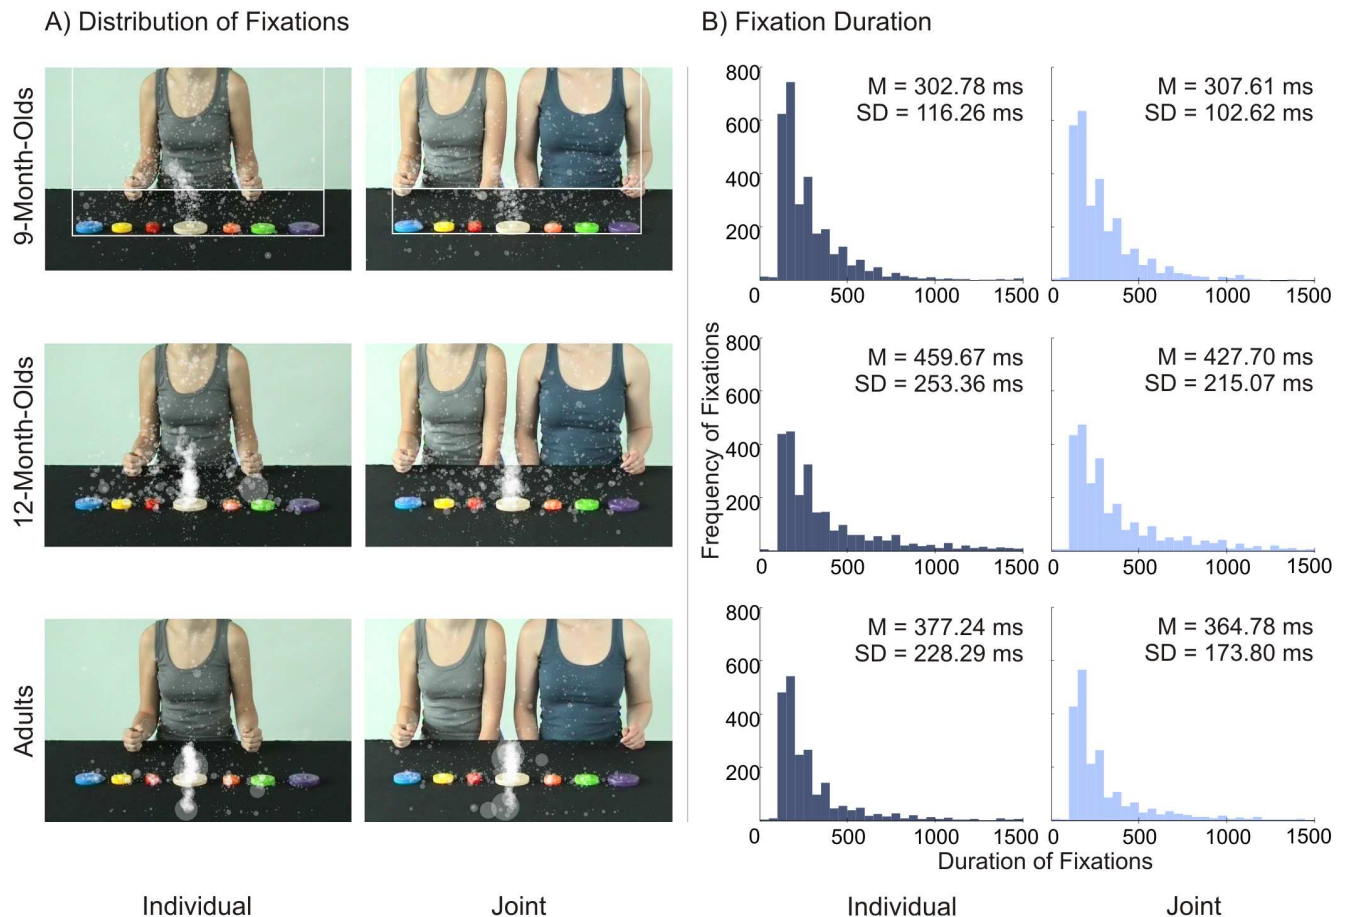 A) Distribution of Fixations
B) Fixation Duration
9-Month-Olds
800
600
400
200
0
500
1000
1500
M = 302.78 ms
SD = 116.26 ms
0
500
1000
1500
M = 307.61 ms
SD = 102.62 ms
12-Month-Olds
Frequency of Fixations
800
600
400
200
0
500
1000
1500
M = 459.67 ms
SD = 253.36 ms
0
500
1000
1500
M = 427.70 ms
SD = 215.07 ms
Adults
800
600
400
200
0
500
1000
1500
M = 377.24 ms
SD = 228.29 ms
0
500
1000
1500
M = 364.78 ms
SD = 173.80 ms
Duration of Fixations
Individual
Joint
Individual
Joint